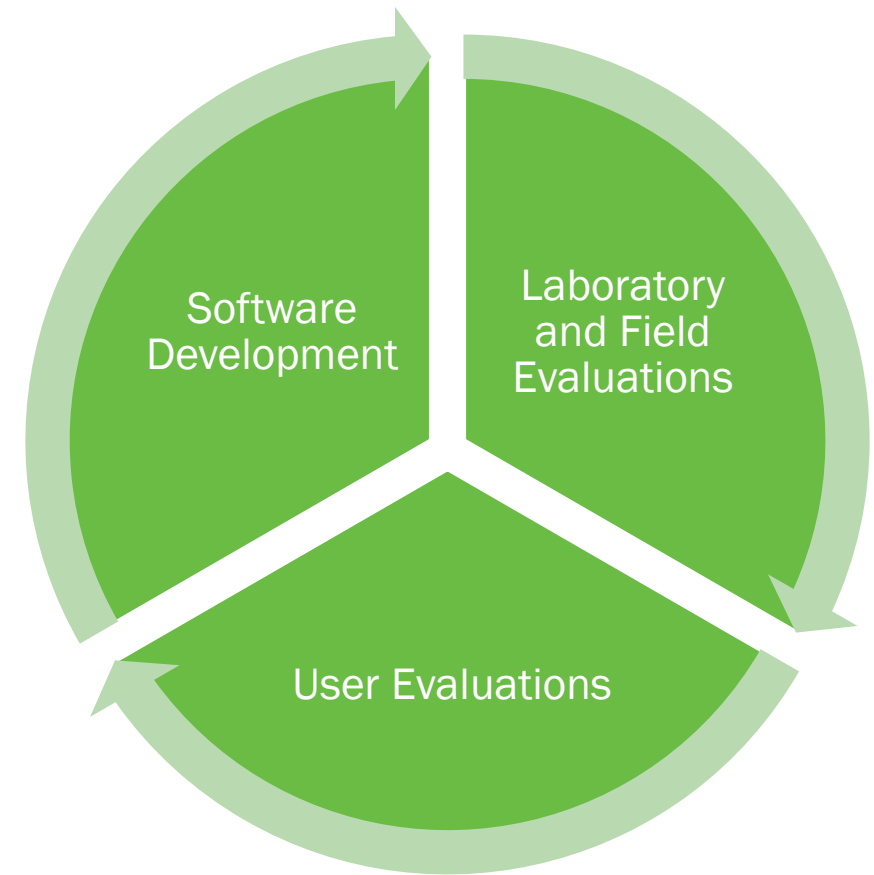 Software
Development
Laboratory
and Field
Evaluations
User Evaluations